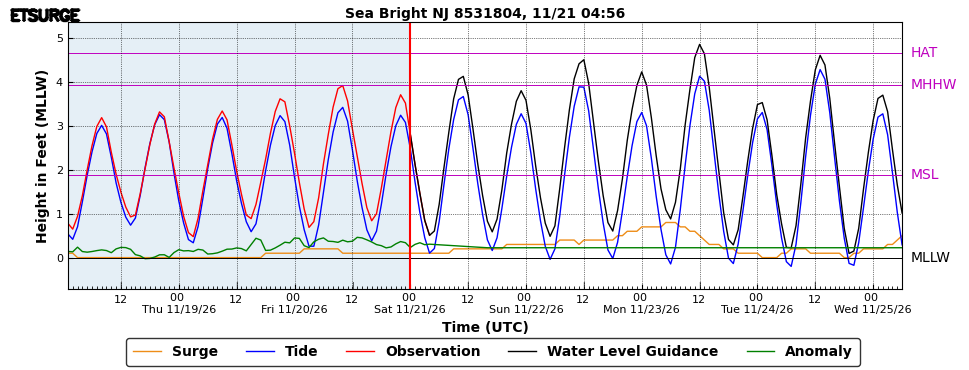 ETSURGE
Sea Bright NJ 8531804, 11/21 04:56
Height in Feet (MLLW)
5
4
3
2
1
0
HAT
MHHW
MSL
MLLW
12 00 12 00 12 00 12 00 12 00 12 00 12 00
Thu 11/19/26 Fri 11/20/26 Sat 11/21/26 Sun 11/22/26 Mon 11/23/26 Tue 11/24/26 Wed 11/25/26
Time (UTC)
Surge Tide Observation Water Level Guidance Anomaly